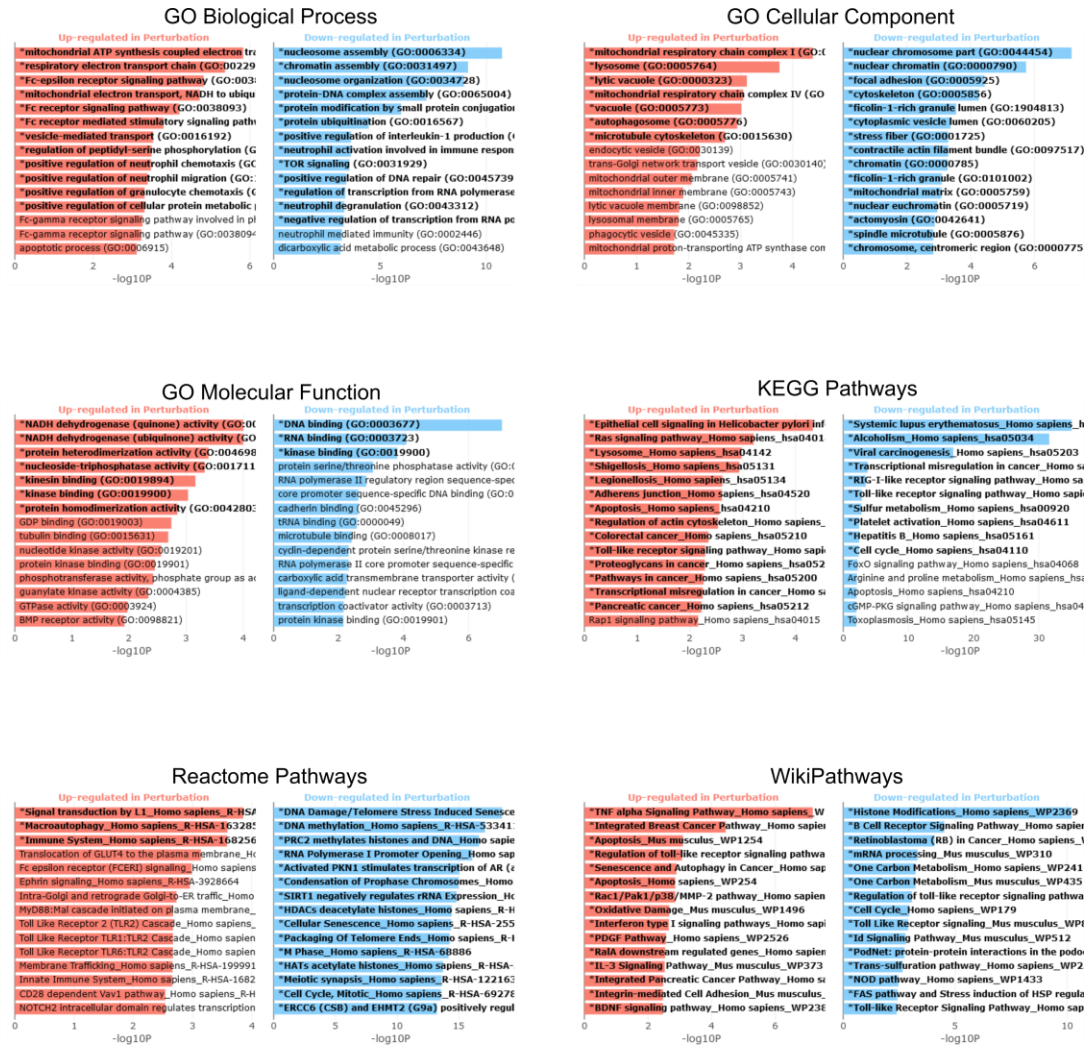 GO Biological Process
Up-regulated in Perturbation
*mitochondrial ATP synthesis coupled electron tra
*respiratory electron transport chain (GO:00229
*Fc-epsilon receptor signaling pathway (GO:0038
*mitochondrial electron transport, NADH to ubiqu
*Fc receptor signaling pathway (GO:0038093)
*Fc receptor mediated stimulatory signaling path
*vesicle-mediated transport (GO:0016192)
*regulation of peptidyl-serine phosphorylation (G
*positive regulation of neutrophil chemotaxis (GO
*positive regulation of neutrophil migration (GO:
*positive regulation of granulocyte chemotaxis (
*positive regulation of cellular protein metabolic
Fc-gamma receptor signaling pathway involved in pl
Fc-gamma receptor signaling pathway (GO:003809
apoptotic process (GO:0006915)
0 2 4 6
-log10P
Down-regulated in Perturbation
*nucleosome assembly (GO:0006334)
*chromatin assembly (GO:0031497)
*nucleosome organization (GO:0034728)
*protein-DNA complex assembly (GO:0065004)
*protein modification by small protein conjugation
*protein ubiquitination (GO:0016567)
*positive regulation of interleukin-1 production (
*neutrophil activation involved in immune respon
*TOR signaling (GO:0031929)
*positive regulation of DNA repair (GO:0045739
*regulation of transcription from RNA polymerase
*neutrophil degranulation (GO:0043312)
*negative regulation of transcription from RNA po
neutrophil mediated immunity (GO:0002446)
dicarboxylic acid metabolic process (GO:0043648)
0 5 10
-log10P
GO Cellular Component
Up-regulated in Perturbation
*mitochondrial respiratory chain complex I (GO:0
*lysosome (GO:0005764)
*lytic vacuole (GO:0000323)
*mitochondrial respiratory chain complex IV (GO
*vacuole (GO:0005773)
*autophagosome (GO:0005776)
*microtubule cytoskeleton (GO:0015630)
endocytic vesicle (GO:0030139)
trans-Golgi network transport vesicle (GO:0030140)
mitochondrial outer membrane (GO:0005741)
mitochondrial inner membrane (GO:0005743)
lytic vacuole membrane (GO:0098852)
lysosomal membrane (GO:0005765)
phagocytic vesicle (GO:0045335)
mitochondrial proton-transporting ATP synthase com
0 1 2 3 4
-log10P
Down-regulated in Perturbation
*nuclear chromosome part (GO:0044454)
*nuclear chromatin (GO:0000790)
*focal adhesion (GO:0005925)
*cytoskeleton (GO:0005856)
*ficolin-1-rich granule lumen (GO:1904813)
*cytoplasmic vesicle lumen (GO:0060205)
*stress fiber (GO:0001725)
*contractile actin filament bundle (GO:0097517)
*chromatin (GO:0000785)
*ficolin-1-rich granule (GO:0101002)
*mitochondrial matrix (GO:0005759)
*nuclear euchromatin (GO:0005719)
*actomyosin (GO:0042641)
*spindle microtubule (GO:0005876)
*chromosome, centromeric region (GO:0000775
0 2 4 6
-log10P
GO Molecular Function
Up-regulated in Perturbation
*NADH dehydrogenase (quinone) activity (GO:00
*NADH dehydrogenase (ubiquinone) activity (GO
*protein heterodimerization activity (GO:004698
*nucleoside-triphosphatase activity (GO:001711
*kinesin binding (GO:0019894)
*kinase binding (GO:0019900)
*protein homodimerization activity (GO:0042803
GDP binding (GO:0019003)
tubulin binding (GO:0015631)
nucleotide kinase activity (GO:0019201)
protein kinase binding (GO:0019901)
phosphotransferase activity, phosphate group as ac
guanylate kinase activity (GO:0004385)
GTPase activity (GO:0003924)
BMP receptor activity (GO:0098821)
0 1 2 3 4
-log10P
Down-regulated in Perturbation
*DNA binding (GO:0003677)
*RNA binding (GO:0003723)
*kinase binding (GO:0019900)
protein serine/threonine phosphatase activity (GO:0
RNA polymerase II regulatory region sequence-spec
core promoter sequence-specific DNA binding (GO:0
cadherin binding (GO:0045296)
tRNA binding (GO:0000049)
microtubule binding (GO:0008017)
cyclin-dependent protein serine/threonine kinase re
RNA polymerase II core promoter sequence-specific
carboxylic acid transmembrane transporter activity (
ligand-dependent nuclear receptor transcription coa
transcription coactivator activity (GO:0003713)
protein kinase binding (GO:0019901)
0 2 4 6
-log10P
KEGG Pathways
Up-regulated in Perturbation
*Epithelial cell signaling in Helicobacter pylori inf
*Ras signaling pathway_Homo sapiens_hsa04014
*Lysosome_Homo sapiens_hsa04142
*Shigellosis_Homo sapiens_hsa05131
*Legionellosis_Homo sapiens_hsa05134
*Adherens junction_Homo sapiens_hsa04520
*Apoptosis_Homo sapiens_hsa04210
*Regulation of actin cytoskeleton_Homo sapiens_
*Colorectal cancer_Homo sapiens_hsa05210
*Toll-like receptor signaling pathway_Homo sapi
*Proteoglycans in cancer_Homo sapiens_hsa052
*Pathways in cancer_Homo sapiens_hsa05200
*Transcriptional misregulation in cancer_Homo sa
*Pancreatic cancer_Homo sapiens_hsa05212
Rap1 signaling pathway_Homo sapiens_hsa04015
0 1 2 3 4
-log10P
Down-regulated in Perturbation
*Systemic lupus erythematosus_Homo sapiens_h
*Alcoholism_Homo sapiens_hsa05034
*Viral carcinogenesis_Homo sapiens_hsa05203
*Transcriptional misregulation in cancer_Homo s
*RIG-I-like receptor signaling pathway_Homo sa
*Toll-like receptor signaling pathway_Homo sapi
*Sulfur metabolism_Homo sapiens_hsa00920
*Platelet activation_Homo sapiens_hsa04611
*Hepatitis B_Homo sapiens_hsa05161
*Cell cycle_Homo sapiens_hsa04110
FoxO signaling pathway_Homo sapiens_hsa04068
Arginine and proline metabolism_Homo sapiens_hsa
Apoptosis_Homo sapiens_hsa04210
cGMP-PKG signaling pathway_Homo sapiens_hsa04
Toxoplasmosis_Homo sapiens_hsa05145
0 10 20 30
-log10P
Reactome Pathways
Up-regulated in Perturbation
*Signal transduction by L1_Homo sapiens_R-HSA
*Macroautophagy_Homo sapiens_R-HSA-163285
*Immune System_Homo sapiens_R-HSA-168256
Translocation of GLUT4 to the plasma membrane_Ho
Fc epsilon receptor (FCERI) signaling_Homo sapiens
Ephrin signaling_Homo sapiens_R-HSA-3928664
Intra-Golgi and retrograde Golgi-to-ER traffic_Homo
MyD88:Mal cascade initiated on plasma membrane_
Toll Like Receptor 2 (TLR2) Cascade_Homo sapiens
Toll Like Receptor TLR1:TLR2 Cascade_Homo sapien
Toll Like Receptor TLR6:TLR2 Cascade_Homo sapien
Membrane Trafficking_Homo sapiens_R-HSA-199991
Innate Immune System_Homo sapiens_R-HSA-1682
CD28 dependent Vav1 pathway_Homo sapiens_R-H
NOTCH2 intracellular domain regulates transcription
0 1 2 3 4
-log10P
Down-regulated in Perturbation
*DNA Damage/Telomere Stress Induced Senesce
*DNA methylation_Homo sapiens_R-HSA-53341
*PRC2 methylates histones and DNA_Homo sapie
*RNA Polymerase I Promoter Opening_Homo sap
*Activated PKN1 stimulates transcription of AR (a
*Condensation of Prophase Chromosomes_Homo
*SIRT1 negatively regulates rRNA Expression_Ho
*HDACs deacetylate histones_Homo sapiens_R-H
*Cellular Senescence_Homo sapiens_R-HSA-255
*Packaging Of Telomere Ends_Homo sapiens_R-H
*M Phase_Homo sapiens_R-HSA-68886
*HATs acetylate histones_Homo sapiens_R-HSA-
*Meiotic synapsis_Homo sapiens_R-HSA-122163
*Cell Cycle, Mitotic_Homo sapiens_R-HSA-69278
*ERCC6 (CSB) and EHMT2 (G9a) positively regul
0 5 10 15
-log10P
WikiPathways
Up-regulated in Perturbation
*TNF alpha Signaling Pathway_Homo sapiens_W
*Integrated Breast Cancer Pathway_Homo sapien
*Apoptosis_Mus musculus_WP1254
*Regulation of toll-like receptor signaling pathwa
*Senescence and Autophagy in Cancer_Homo sa
*Apoptosis_Homo sapiens_WP254
*Rac1/Pak1/p38/MMP-2 pathway_Homo sapiens_
*Oxidative Damage_Mus musculus_WP1496
*Interferon type I signaling pathways_Homo sapi
*PDGF Pathway_Homo sapiens_WP2526
*RalA downstream regulated genes_Homo sapien
*IL-3 Signaling Pathway_Mus musculus_WP373
*Integrated Pancreatic Cancer Pathway_Homo sa
*Integrin-mediated Cell Adhesion_Mus musculus_
*BDNF signaling pathway_Homo sapiens_WP238
0 2 4 6
-log10P
Down-regulated in Perturbation
*Histone Modifications_Homo sapiens_WP2369
*B Cell Receptor Signaling Pathway_Homo sapien
*Retinoblastoma (RB) in Cancer_Homo sapiens_W
*mRNA processing_Mus musculus_WP310
*One Carbon Metabolism_Homo sapiens_WP241
*One Carbon Metabolism_Mus musculus_WP435
*Regulation of toll-like receptor signaling pathwa
*Cell Cycle_Homo sapiens_WP179
*Toll Like Receptor signaling_Mus musculus_WP
*Id Signaling Pathway_Mus musculus_WP512
*PodNet: protein-protein interactions in the podo
*Trans-sulfuration pathway_Homo sapiens_WP2
*NOD pathway_Homo sapiens_WP1433
*FAS pathway and Stress induction of HSP regula
*Toll-like Receptor Signaling Pathway_Homo sapi
0 5 10
-log10P